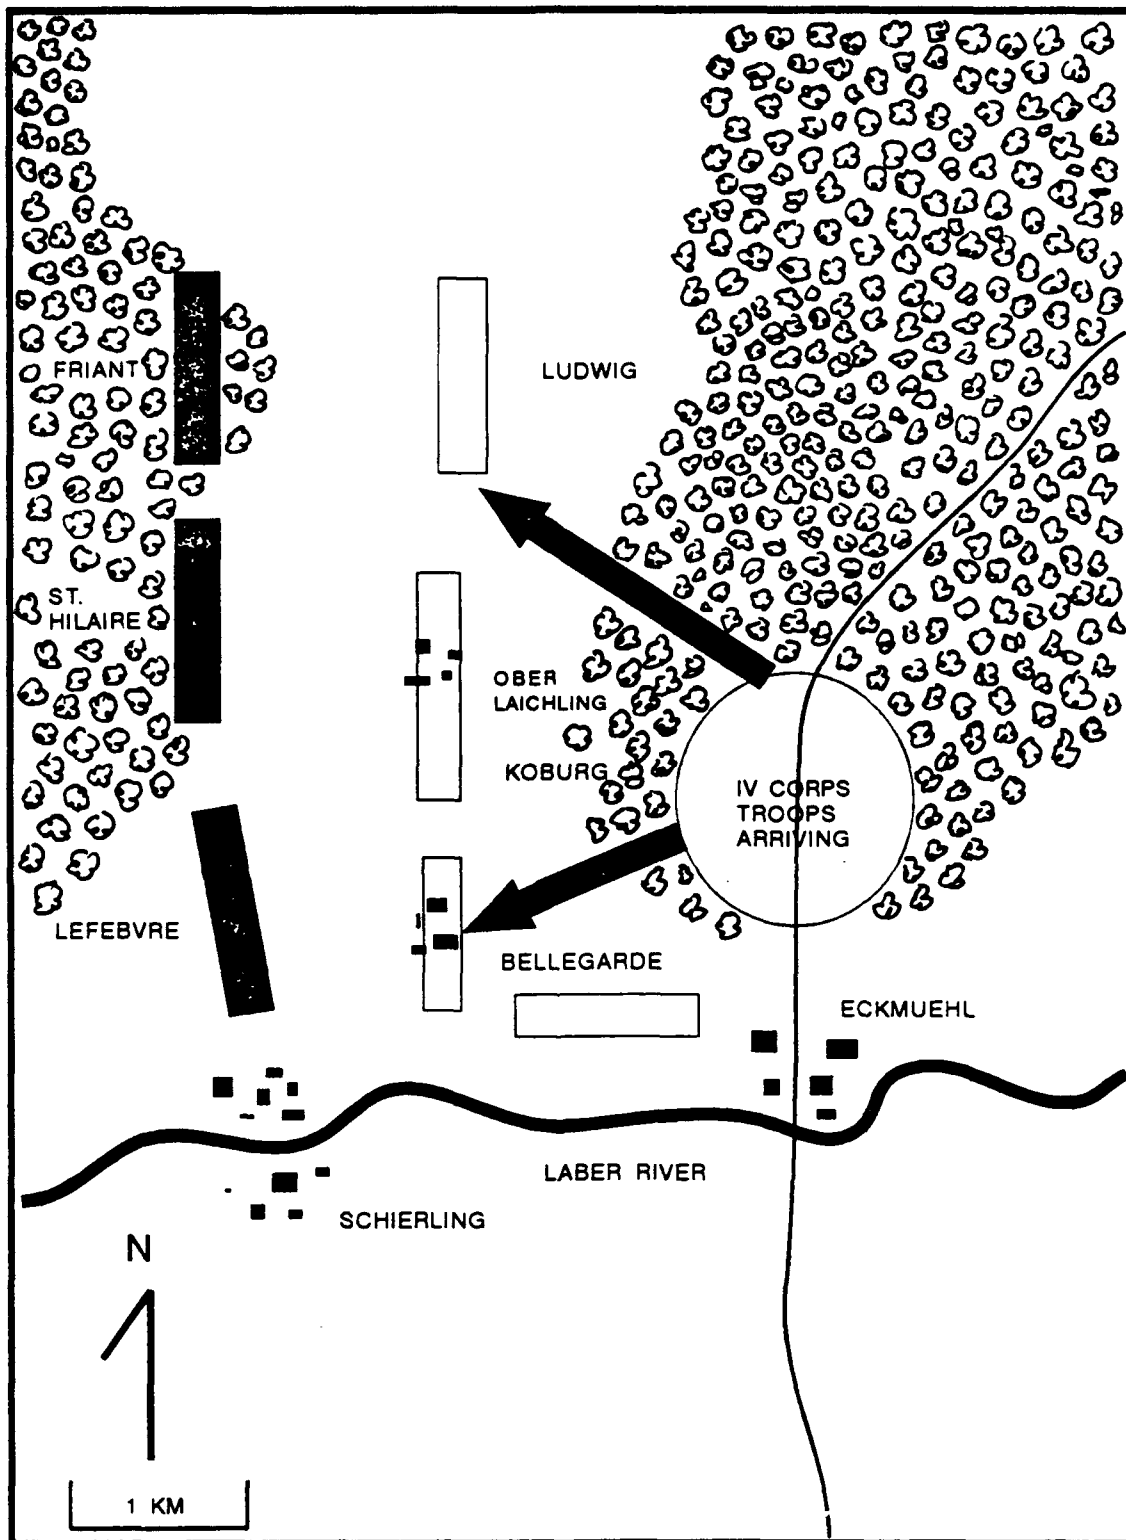 FRIANT
LUDWIG
ST.
HILAIRE
OBER
LAICHLING
KOBURG
IV CORPS
TROOPS
ARRIVING
LEFEBVRE
BELLEGARDE
ECKMUEHL
LABER RIVER
SCHIERLING
N
1 KM